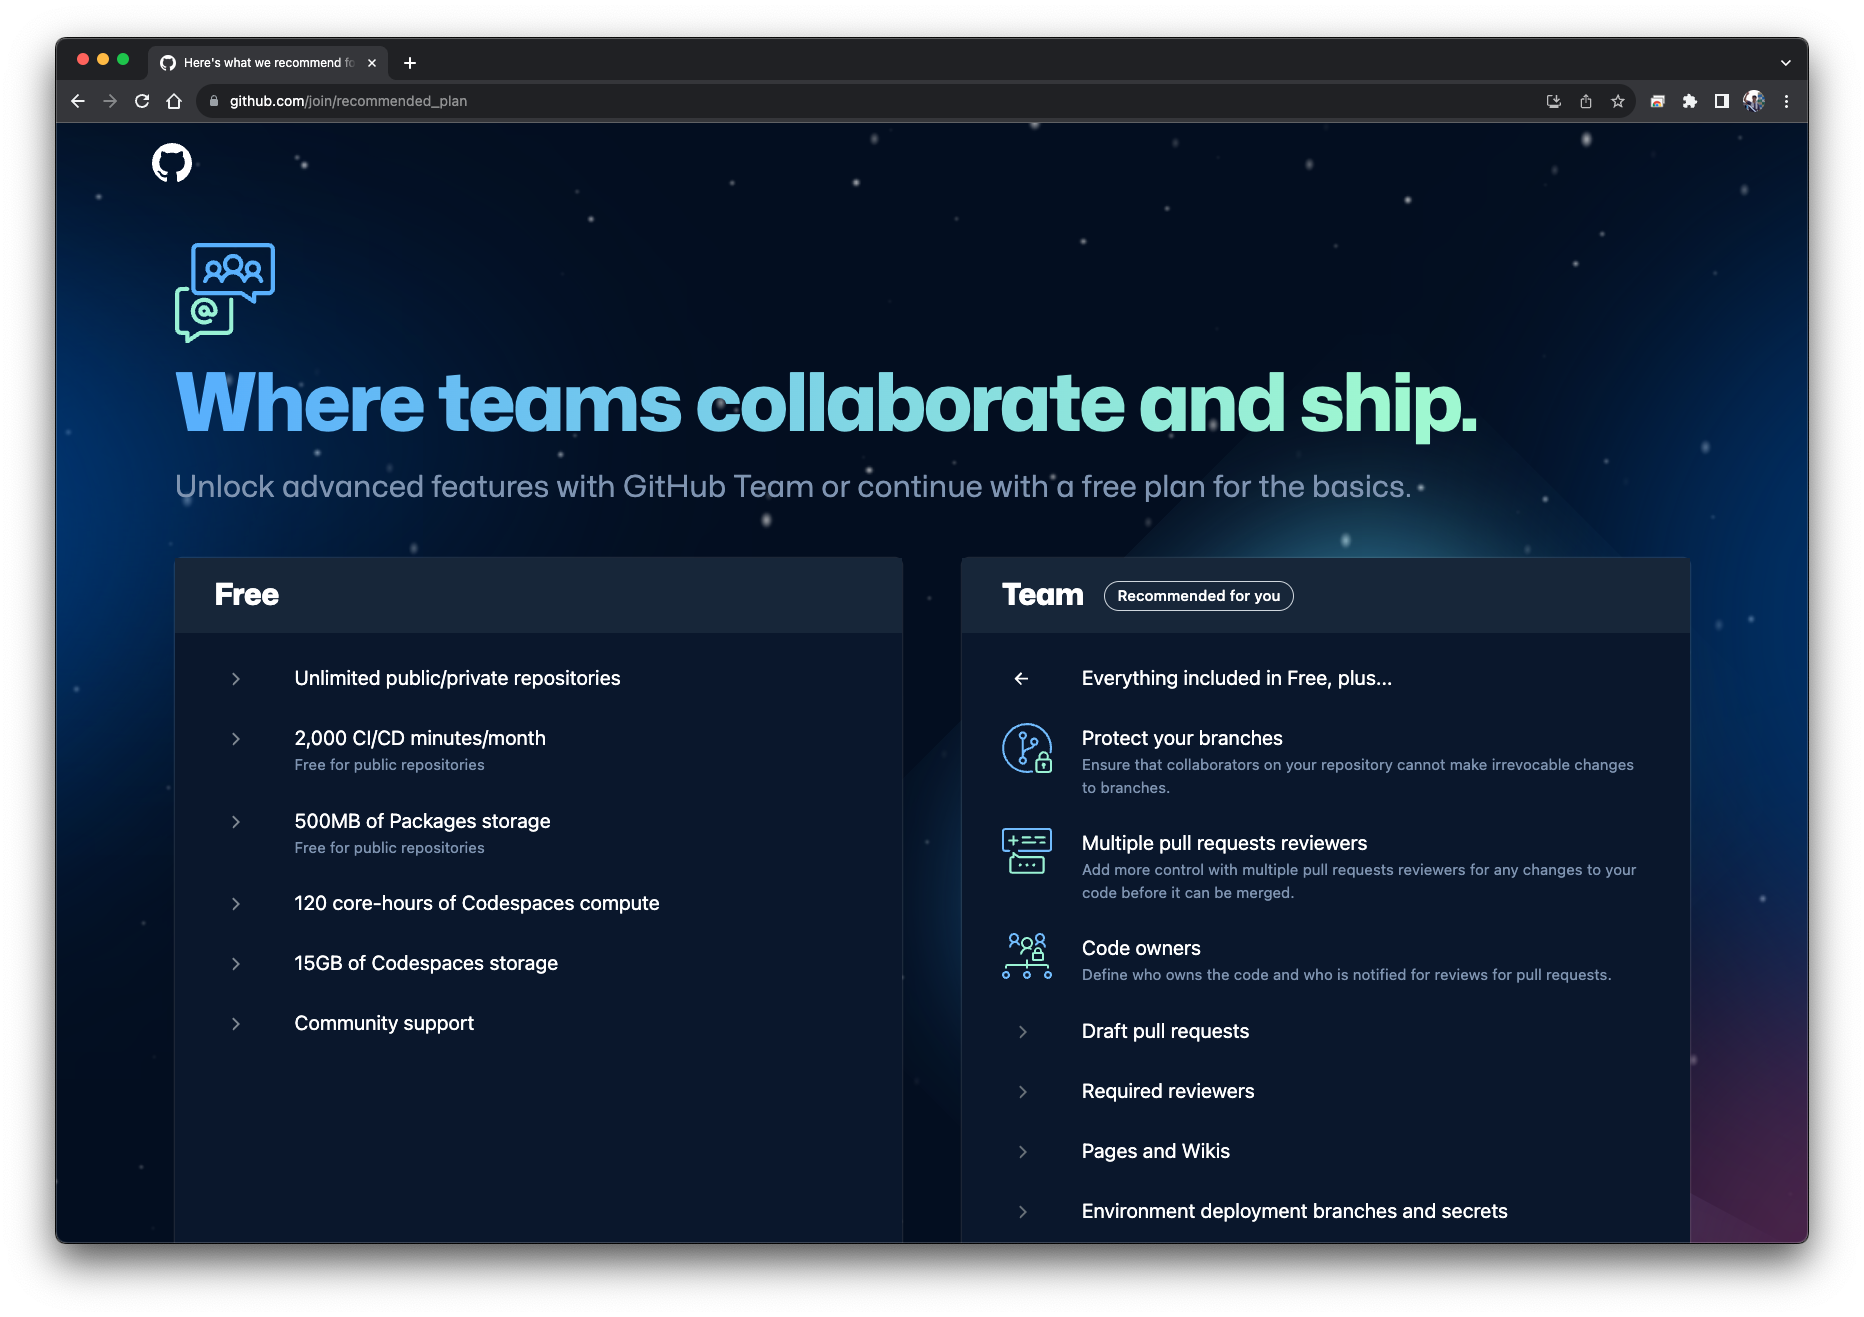 Here's what we recommend fo
github.com/join/recommended_plan
@
Where teams collaborate and ship.
Unlock advanced features with GitHub Team or continue with a free plan for the basics.
Free
Unlimited public/private repositories
2,000 CI/CD minutes/month
Free for public repositories
500MB of Packages storage
Free for public repositories
120 core-hours of Codespaces compute
15GB of Codespaces storage
Community support
Team
Recommended for you
Everything included in Free, plus...
Protect your branches
Ensure that collaborators on your repository cannot make irrevocable changes
to branches.
Multiple pull requests reviewers
Add more control with multiple pull requests reviewers for any changes to your
code before it can be merged.
Code owners
Define who owns the code and who is notified for reviews for pull requests.
Draft pull requests
Required reviewers
Pages and Wikis
Environment deployment branches and secrets